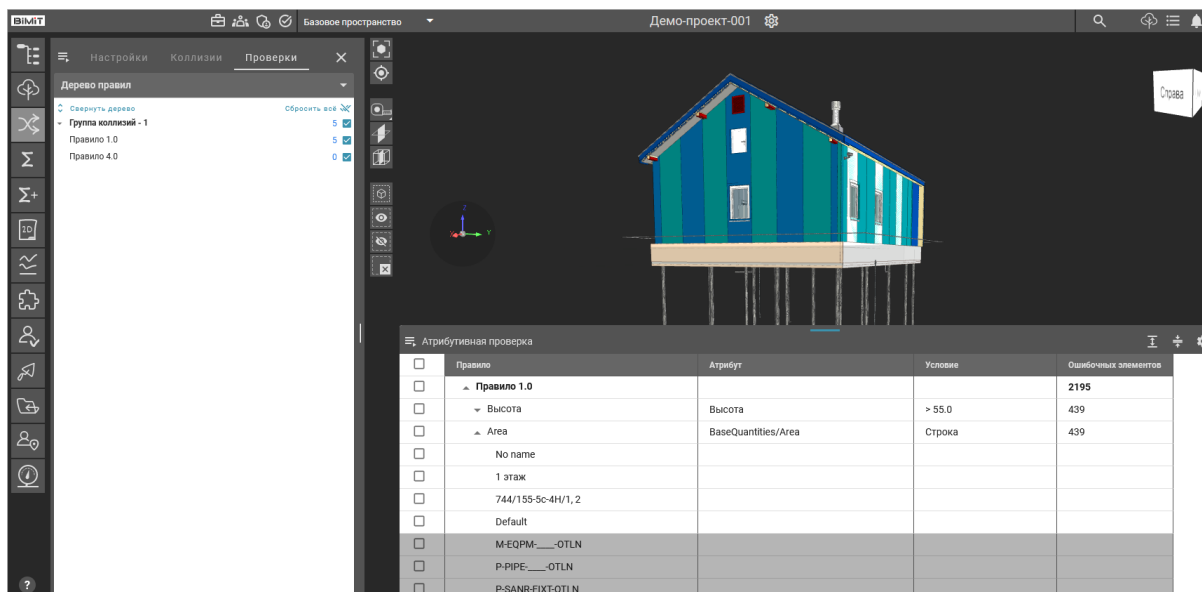 BIMIT Базовое пространство Демо-проект-001
Настройки Коллизии Проверки
Дерево правил
Свернуть дерево Сбросить всё
Группа коллизий - 1 5
Правило 1.0 5
Правило 4.0 0
Справа
Z
X Y
2D
Атрибутивная проверка
Правило Атрибут Условие Ошибочных элементов
Правило 1.0 2195
Высота Высота > 55.0 439
Area BaseQuantities/Area Строка 439
No name
1 этаж
744/155-5с-4Н/1, 2
Default
M-EQPM-____-OTLN
P-PIPE-____-OTLN
P-SANR-FIXT-OTLN
?